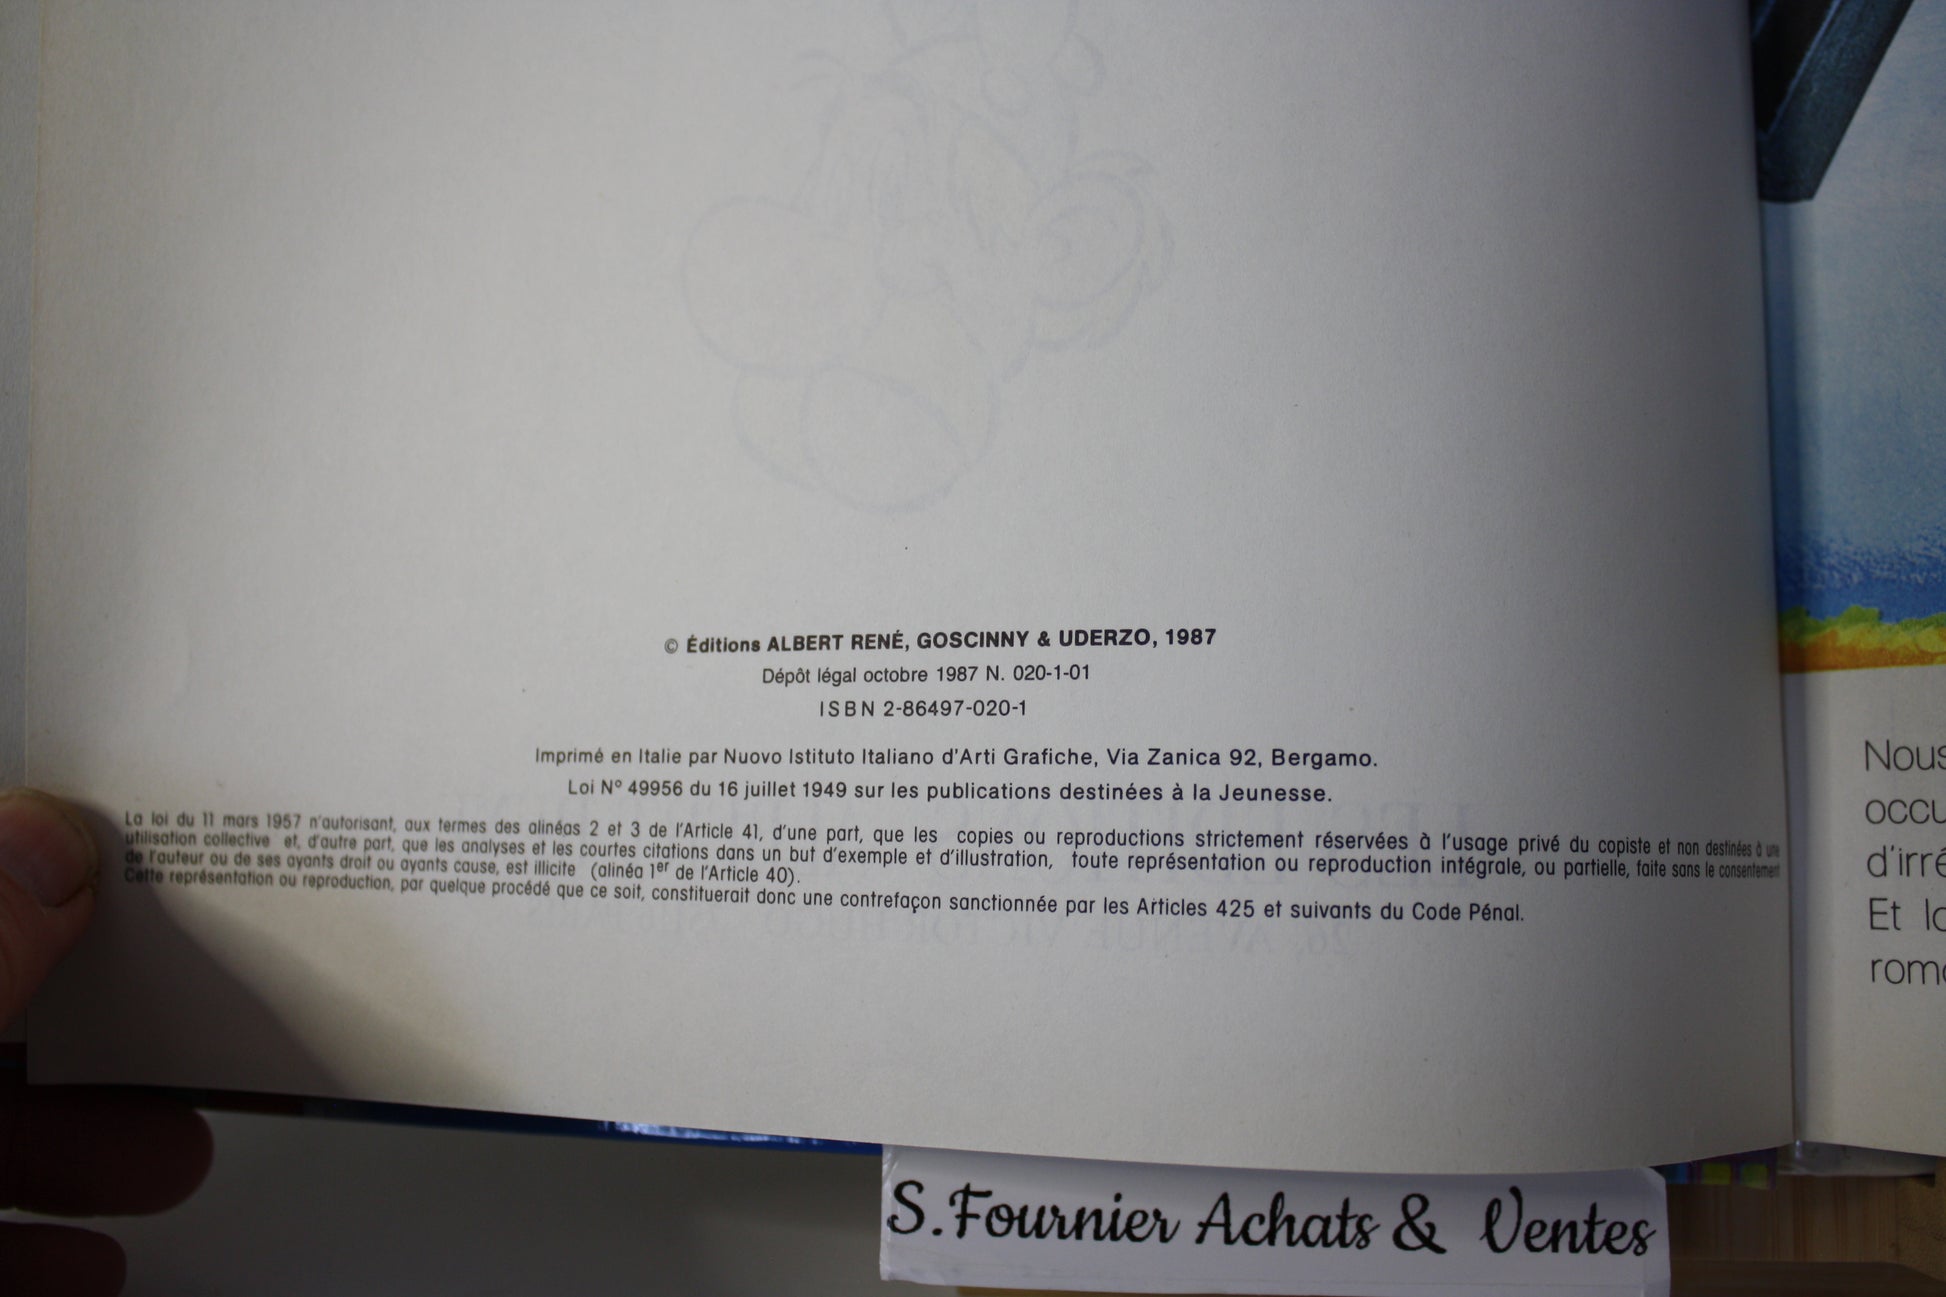 © Éditions ALBERT RENÉ, GOSCINNY & UDERZO, 1987
Dépôt légal octobre 1987 N. 020-1-01
ISBN 2-86497-020-1
Imprimé en Italie par Nuovo Istituto Italiano d'Arti Grafiche, Via Zanica 92, Bergamo.
Loi N° 49956 du 16 juillet 1949 sur les publications destinées à la Jeunesse.
La loi du 11 mars 1957 n'autorisant, aux termes des alinéas 2 et 3 de l'Article 41, d'une part, que les copies ou reproductions strictement réservées à l'usage privé du copiste et non destinées à une
utilisation collective et, d'autre part, que les analyses et les courtes citations dans un but d'exemple et d'illustration, toute représentation ou reproduction intégrale, ou partielle, faite sans le consentement
de l'auteur ou de ses ayants droit ou ayants cause, est illicite (alinéa 1er de l'Article 40).
Cette représentation ou reproduction, par quelque procédé que ce soit, constituerait donc une contrefaçon sanctionnée par les Articles 425 et suivants du Code Pénal.
Nous
occu
d'irré
Et lo
rom
S.Fournier Achats & Ventes